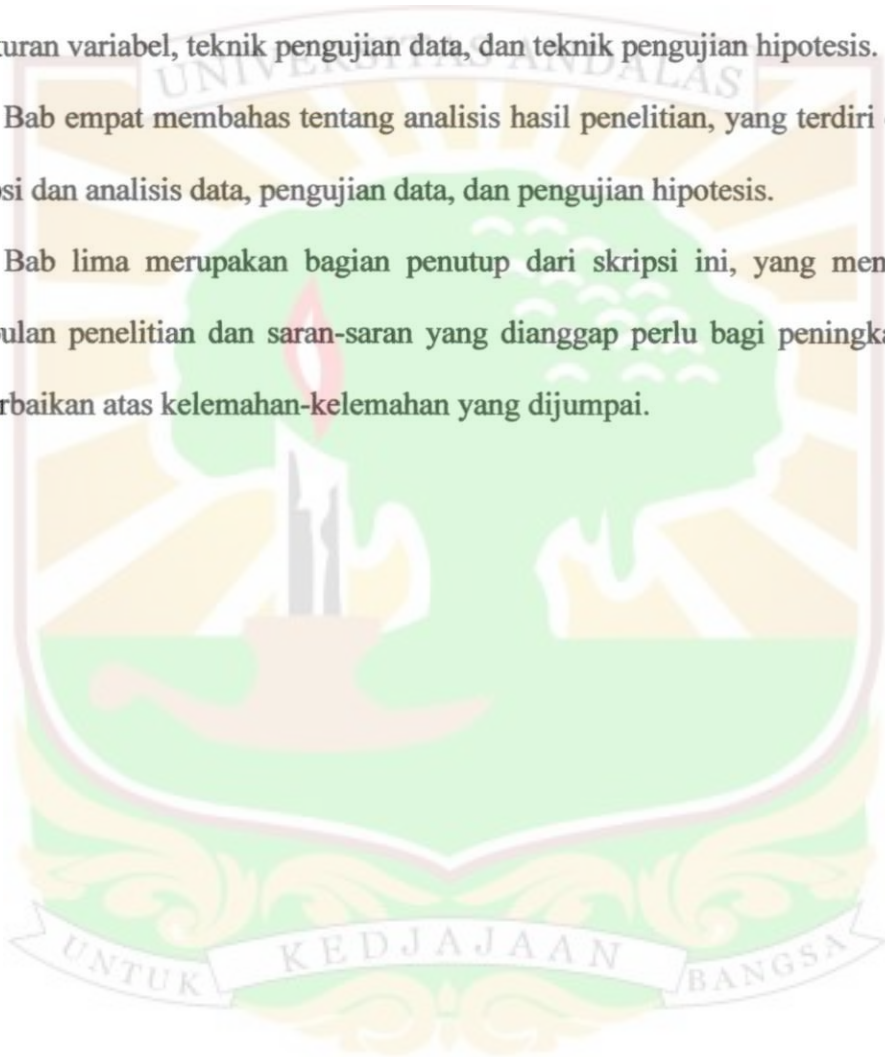 uran variabel, teknik pengujian data, dan teknik pengujian hipotesis.
UNIVERSITAS ANDALAS
Bab empat membahas tentang analisis hasil penelitian, yang terdiri
si dan analisis data, pengujian data, dan pengujian hipotesis.
Bab lima merupakan bagian penutup dari skripsi ini, yang mem
ulan penelitian dan saran-saran yang dianggap perlu bagi peningka
rbaikan atas kelemahan-kelemahan yang dijumpai.
UNTUK KEDJAJAAN BANGSA